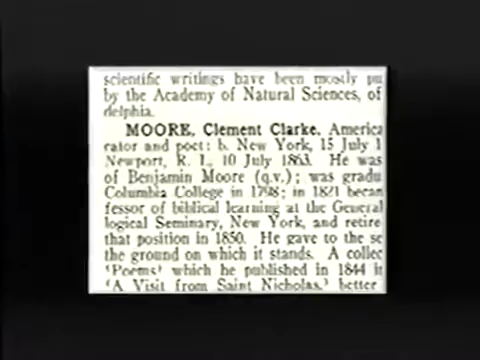 scientific writings have been mostly pu
by the Academy of Natural Sciences, of
delphia.
MOORE, Clement Clarke, America
cator and poet: b. New York, 15 July 1
Newport, R. I., 10 July 1863. He was
of Benjamin Moore (q.v.); was gradu
Columbia College in 1798; in 1821 becam
fessor of biblical learning at the General
logical Seminary, New York, and retire
that position in 1850. He gave to the se
the ground on which it stands. A collec
'Poems' which he published in 1844 i
'A Visit from Saint Nicholas,' better